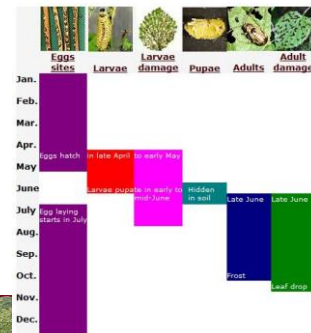 Eggs sites
Larvae
Larvae damage
Pupae
Adults
Adult damage
Jan.
Feb.
Mar.
Apr.
May
June
July
Aug.
Sep.
Oct.
Nov.
Dec.
Eggs hatch in late April to early May
Larvae pupate in early to mid-June
Hidden in soil
Egg laying starts in July
Late June
Late June
Frost
Leaf drop